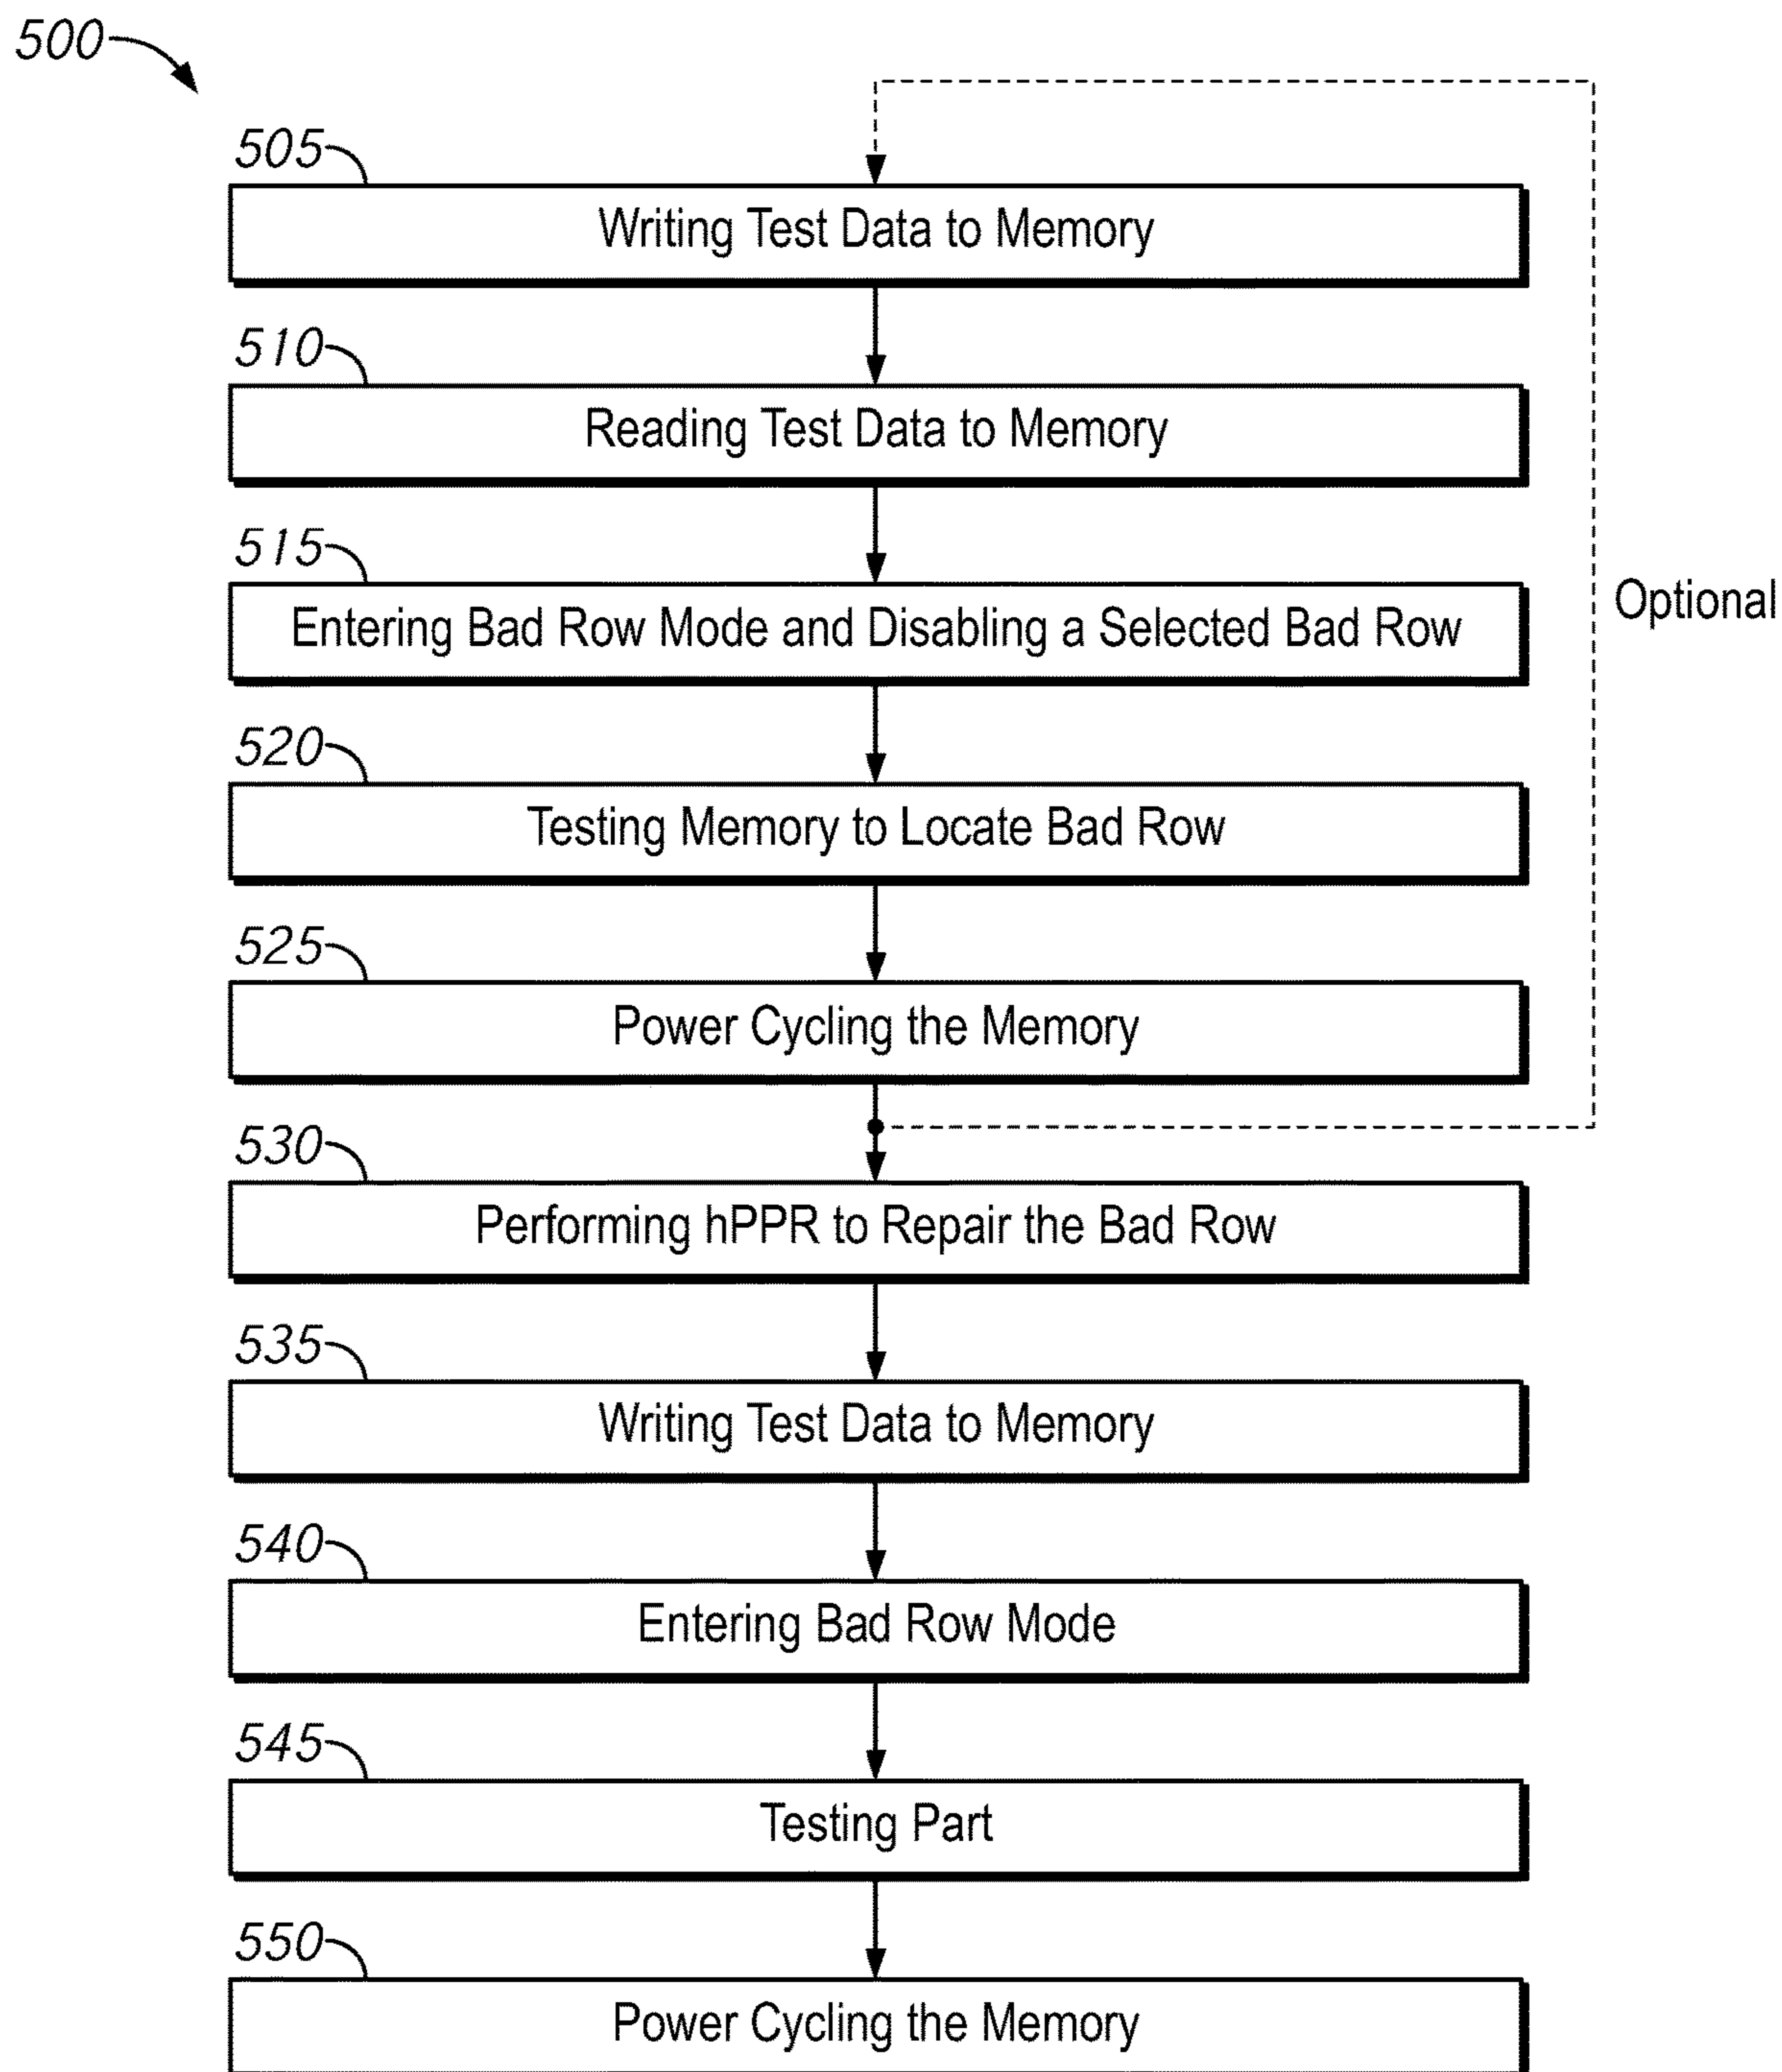 500
505
Writing Test Data to Memory
510
Reading Test Data to Memory
515
Entering Bad Row Mode and Disabling a Selected Bad Row
Optional
520
Testing Memory to Locate Bad Row
525
Power Cycling the Memory
530
Performing hPPR to Repair the Bad Row
535
Writing Test Data to Memory
540
Entering Bad Row Mode
545
Testing Part
550
Power Cycling the Memory